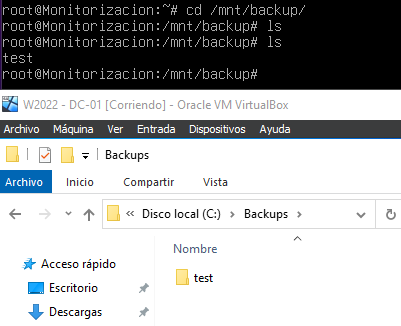 root@Monitorizacion:~# cd /mnt/backup/
root@Monitorizacion:/mnt/backup# ls
root@Monitorizacion:/mnt/backup# ls
test
root@Monitorizacion:/mnt/backup#
W2022 - DC-01 [Corriendo] - Oracle VM VirtualBox
Archivo Máquina Ver Entrada Dispositivos Ayuda
Backups
Archivo Inicio Compartir Vista
« Disco local (C:) > Backups >
Nombre
Acceso rápido
test
Escritorio
Descargas